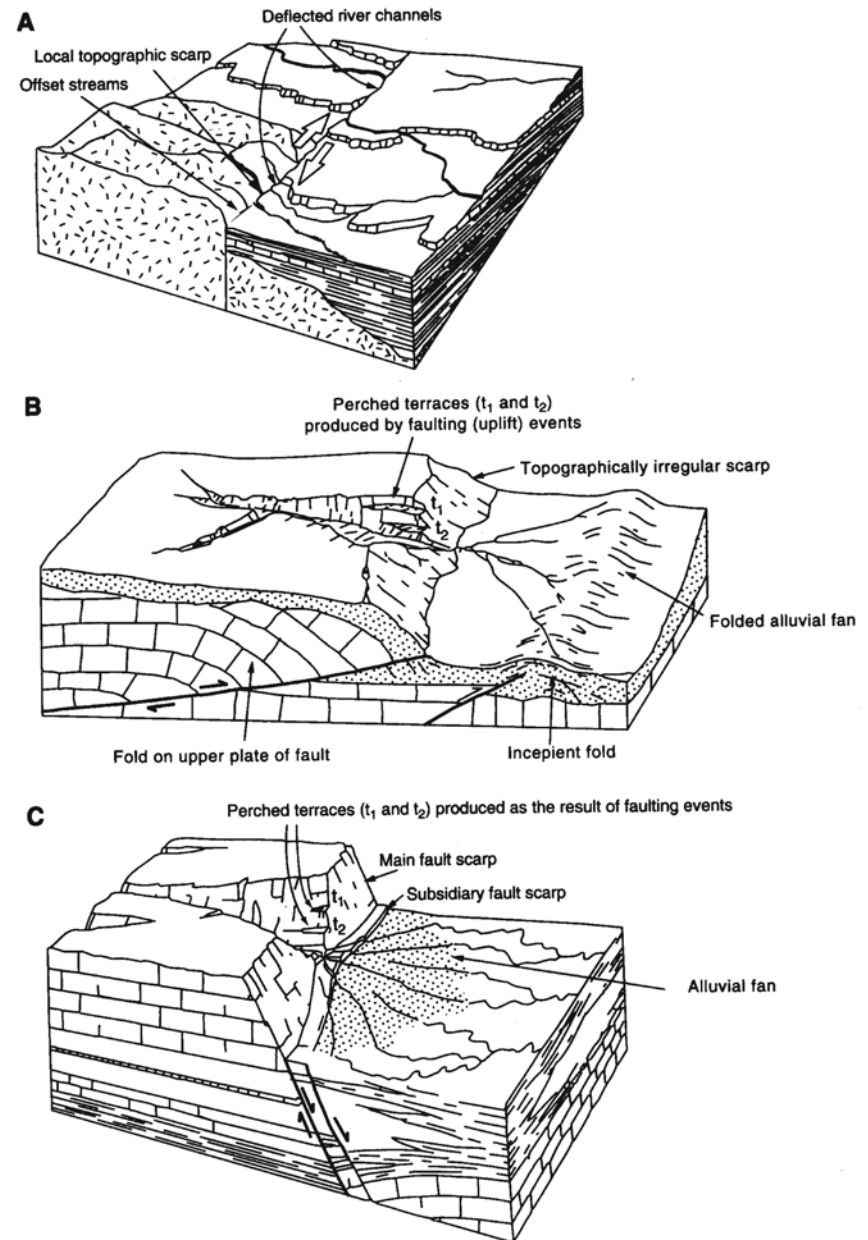 A
Deflected river channels
Local topographic scarp
Offset streams
B
Perched terraces (t₁ and t₂)
produced by faulting (uplift) events
Topographically irregular scarp
t₁
t₂
Folded alluvial fan
Fold on upper plate of fault
Incepient fold
C
Perched terraces (t₁ and t₂) produced as the result of faulting events
Main fault scarp
Subsidiary fault scarp
t₁
t₂
Alluvial fan